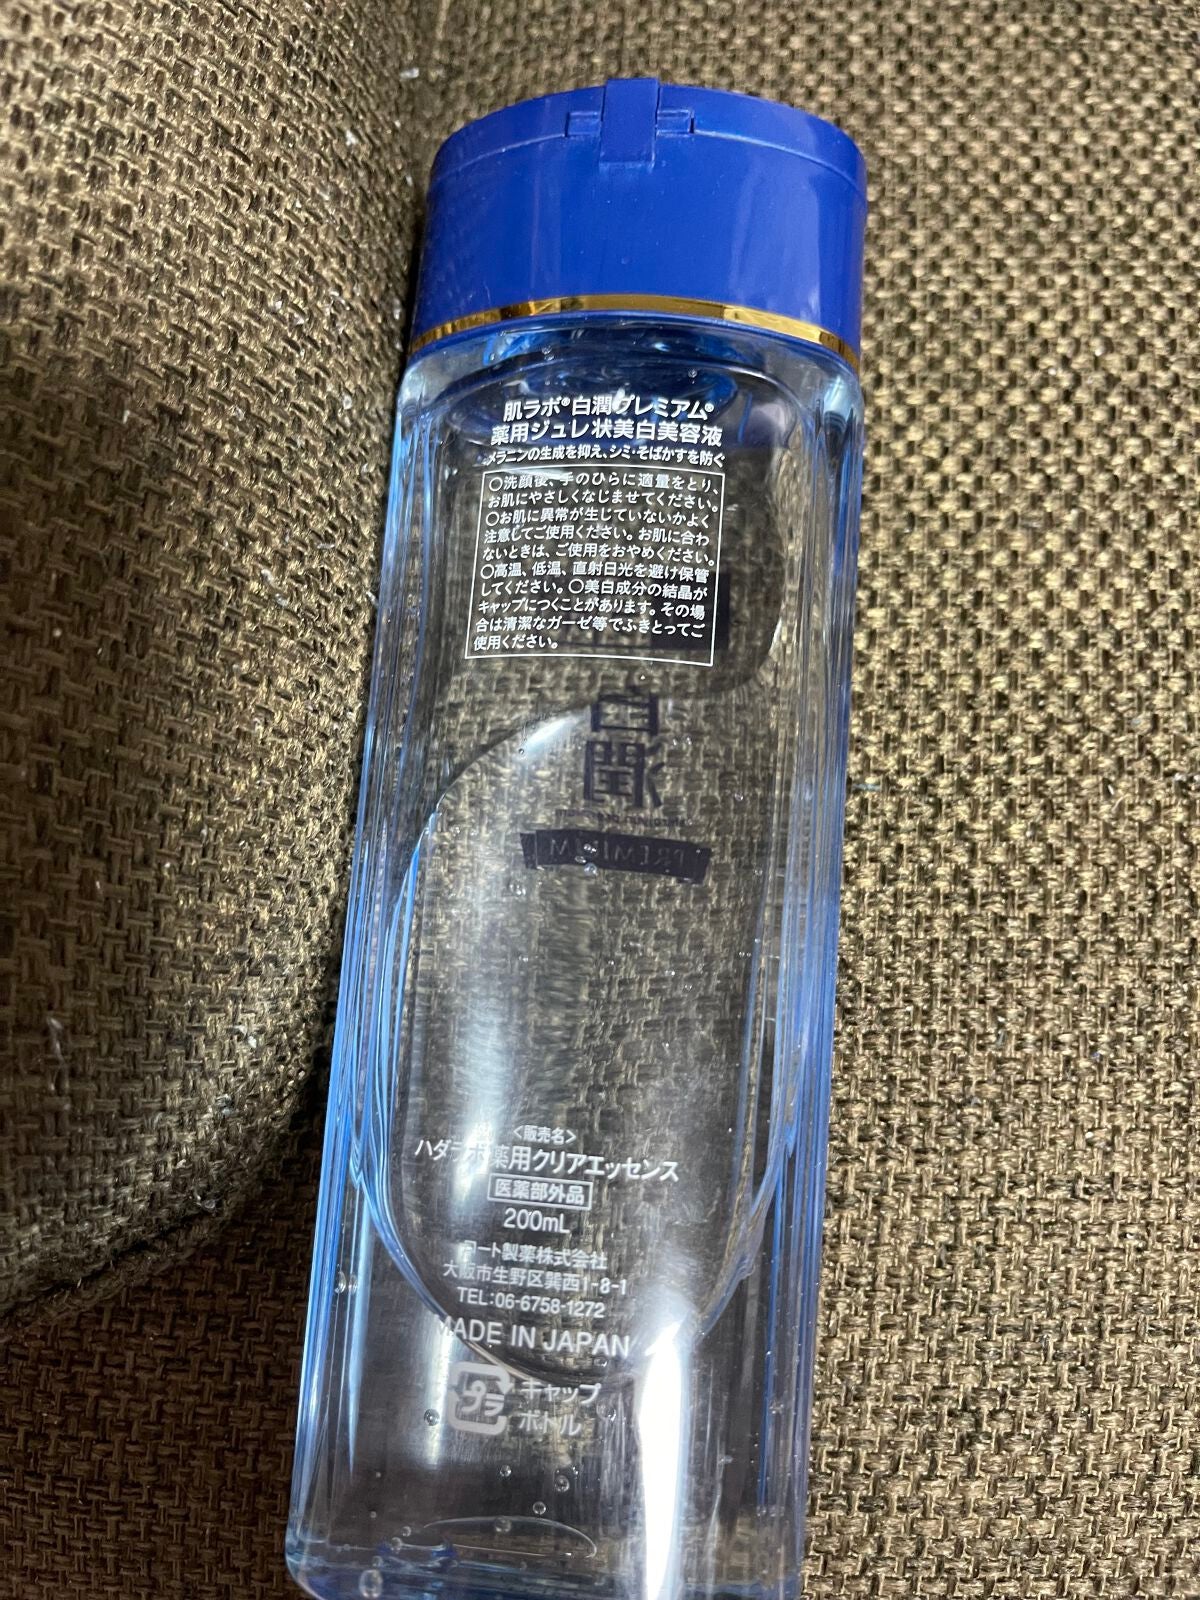 肌ラボ®白潤プレミアム®
薬用ジュレ状美白美容液
メラニンの生成を抑え、シミ・そばかすを防ぐ
○洗顔後、手のひらに適量をとり、
お肌にやさしくなじませてください。
○お肌に異常が生じていないかよく
注意してご使用ください。お肌に合わ
ないときは、ご使用をおやめください。
○高温、低温、直射日光を避け保管
してください。○美白成分の結晶が
キャップにつくことがあります。その場
合は清潔なガーゼ等でふきとってご
使用ください。
白潤
PREMIUM
<販売名>
ハダラボ薬用クリアエッセンス
医薬部外品
200mL
ロート製薬株式会社
大阪市生野区巽西1-8-1
TEL:06-6758-1272
MADE IN JAPAN
プラ
キャップ
ボトル